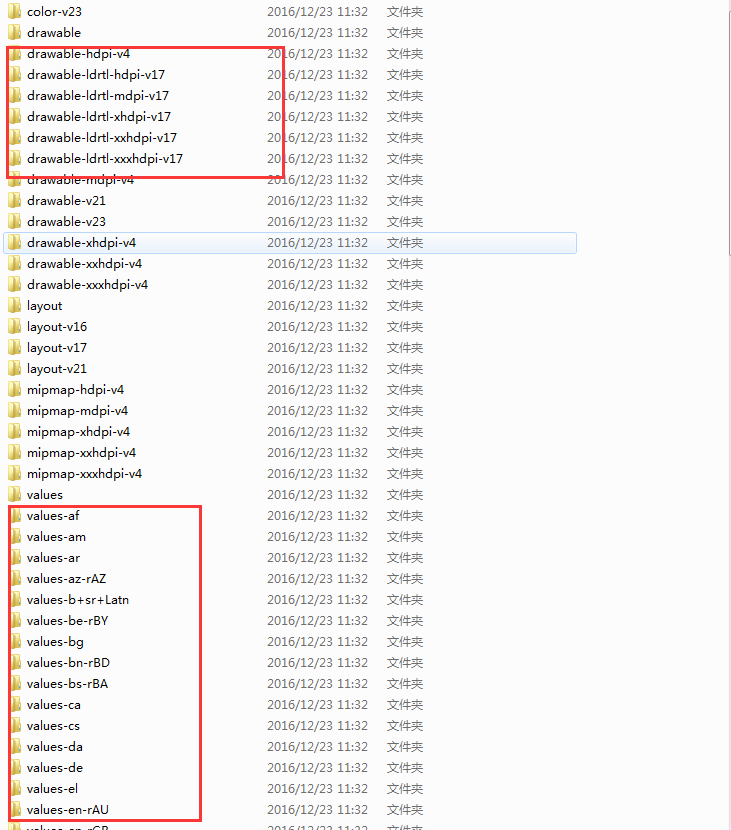 color-v23 2016/12/23 11:32 文件夹
drawable 2016/12/23 11:32 文件夹
drawable-hdpi-v4 2016/12/23 11:32 文件夹
drawable-ldrtl-hdpi-v17 2016/12/23 11:32 文件夹
drawable-ldrtl-mdpi-v17 2016/12/23 11:32 文件夹
drawable-ldrtl-xhdpi-v17 2016/12/23 11:32 文件夹
drawable-ldrtl-xxhdpi-v17 2016/12/23 11:32 文件夹
drawable-ldrtl-xxxhdpi-v17 2016/12/23 11:32 文件夹
drawable-mdpi-v4 2016/12/23 11:32 文件夹
drawable-v21 2016/12/23 11:32 文件夹
drawable-v23 2016/12/23 11:32 文件夹
drawable-xhdpi-v4 2016/12/23 11:32 文件夹
drawable-xxhdpi-v4 2016/12/23 11:32 文件夹
drawable-xxxhdpi-v4 2016/12/23 11:32 文件夹
layout 2016/12/23 11:32 文件夹
layout-v16 2016/12/23 11:32 文件夹
layout-v17 2016/12/23 11:32 文件夹
layout-v21 2016/12/23 11:32 文件夹
mipmap-hdpi-v4 2016/12/23 11:32 文件夹
mipmap-mdpi-v4 2016/12/23 11:32 文件夹
mipmap-xhdpi-v4 2016/12/23 11:32 文件夹
mipmap-xxhdpi-v4 2016/12/23 11:32 文件夹
mipmap-xxxhdpi-v4 2016/12/23 11:32 文件夹
values 2016/12/23 11:32 文件夹
values-af 2016/12/23 11:32 文件夹
values-am 2016/12/23 11:32 文件夹
values-ar 2016/12/23 11:32 文件夹
values-az-rAZ 2016/12/23 11:32 文件夹
values-b+sr+Latn 2016/12/23 11:32 文件夹
values-be-rBY 2016/12/23 11:32 文件夹
values-bg 2016/12/23 11:32 文件夹
values-bn-rBD 2016/12/23 11:32 文件夹
values-bs-rBA 2016/12/23 11:32 文件夹
values-ca 2016/12/23 11:32 文件夹
values-cs 2016/12/23 11:32 文件夹
values-da 2016/12/23 11:32 文件夹
values-de 2016/12/23 11:32 文件夹
values-el 2016/12/23 11:32 文件夹
values-en-rAU 2016/12/23 11:32 文件夹